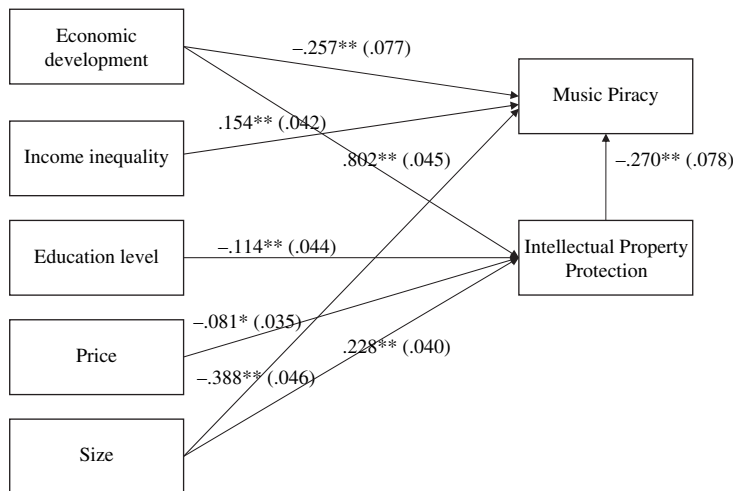 Economic
development
–.257** (.077)
Music Piracy
.154** (.042)
Income inequality
.802** (.045)
–.270** (.078)
Education level
–.114** (.044)
Intellectual Property
Protection
–.081* (.035)
Price
.228** (.040)
–.388** (.046)
Size